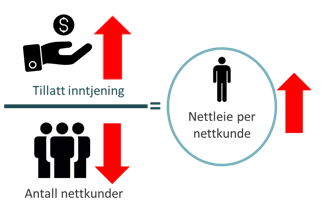 $
Tillatt inntjening
=
Nettleie per
nettkunde
Antall nettkunder